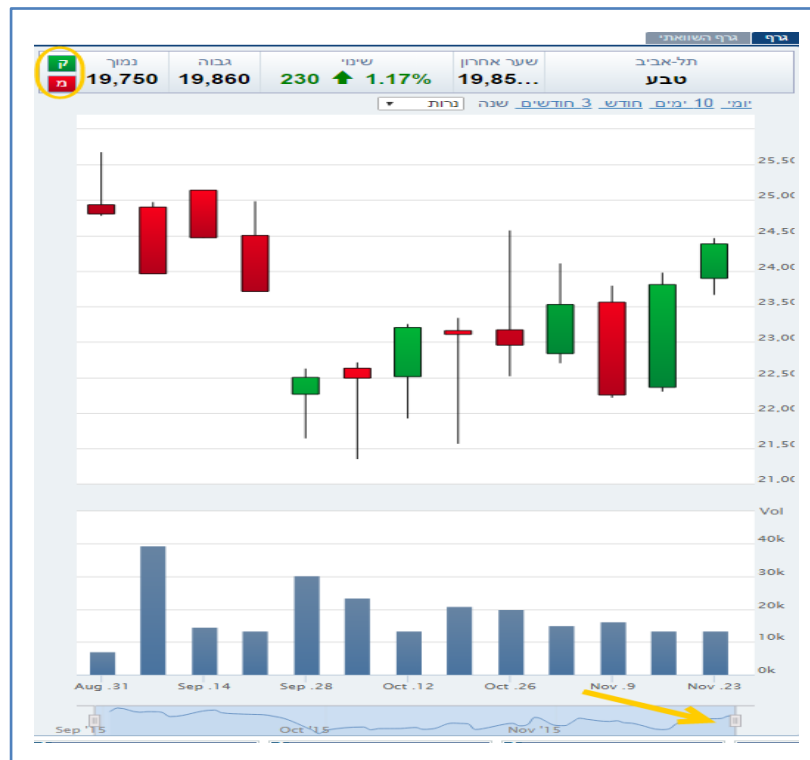 גרף גרף השוואתי
תל-אביב שער אחרון שינוי גבוה נמוך ק
טבע 19,85... 230 1.17% 19,860 19,750 מ
יומי 10 ימים חודש 3 חודשים שנה נרות
25,50
25,00
24,50
24,00
23,50
23,00
22,50
22,00
21,50
21,00
Vol
40k
30k
20k
10k
0k
Aug .31 Sep .14 Sep .28 Oct .12 Oct .26 Nov .9 Nov .23
Sep '15 Oct '15 Nov '15